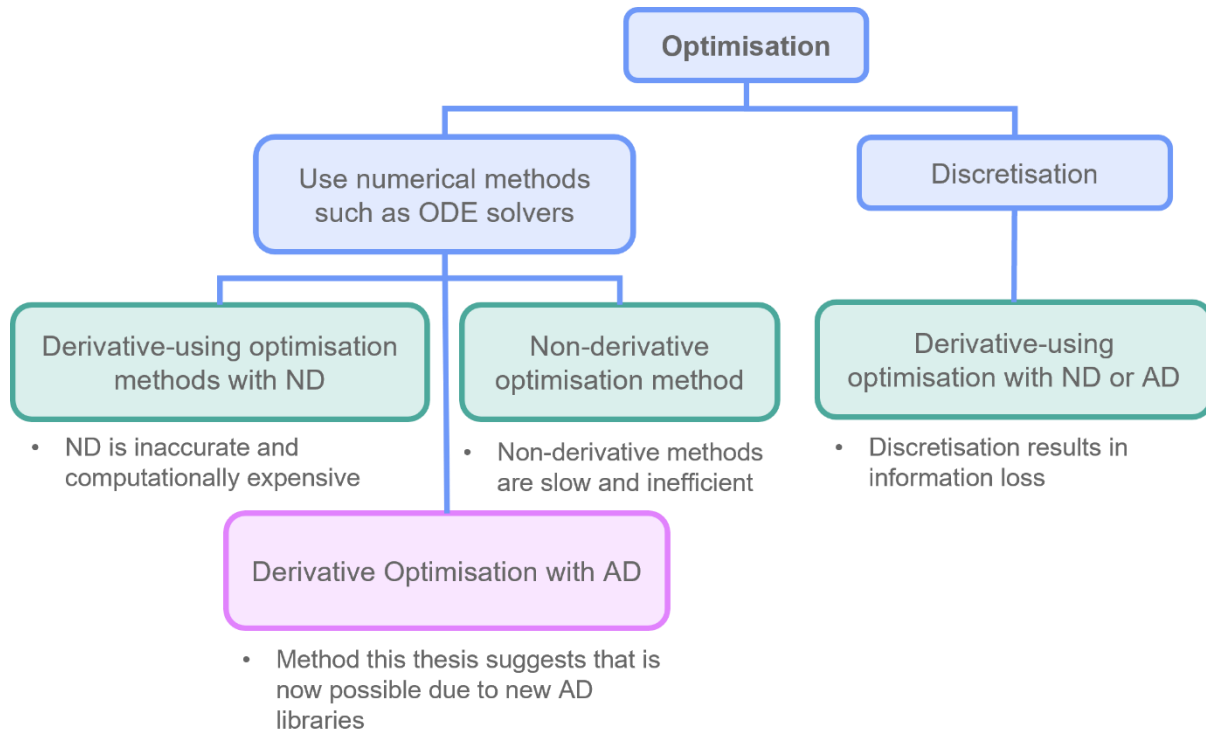 Optimisation
Use numerical methods
such as ODE solvers
Discretisation
Derivative-using optimisation
methods with ND
Non-derivative
optimisation method
Derivative-using
optimisation with ND or AD
• ND is inaccurate and
computationally expensive
• Non-derivative methods
are slow and inefficient
• Discretisation results in
information loss
Derivative Optimisation with AD
• Method this thesis suggests that is
now possible due to new AD
libraries